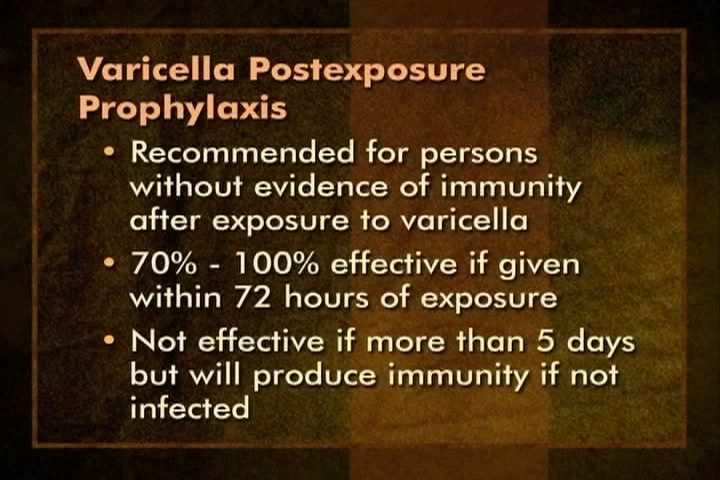 Varicella Postexposure
Prophylaxis
• Recommended for persons
without evidence of immunity
after exposure to varicella
• 70% - 100% effective if given
within 72 hours of exposure
• Not effective if more than 5 days
but will produce immunity if not
infected